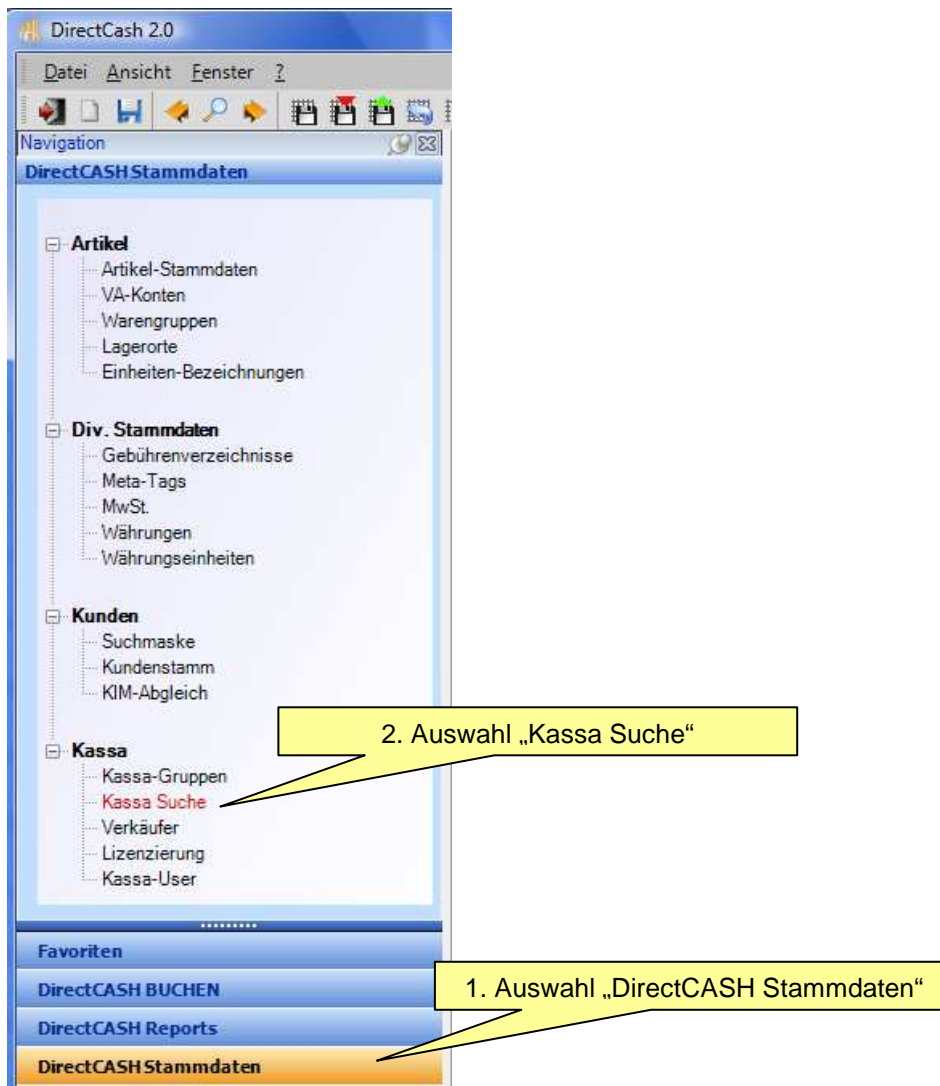 DirectCash 2.0
Datei Ansicht Fenster ?
Navigation
DirectCASH Stammdaten
Artikel
Artikel-Stammdaten
VA-Konten
Warengruppen
Lagerorte
Einheiten-Bezeichnungen
Div. Stammdaten
Gebührenverzeichnisse
Meta-Tags
MwSt.
Währungen
Währungseinheiten
Kunden
Suchmaske
Kundenstamm
KIM-Abgleich
2. Auswahl „Kassa Suche“
Kassa
Kassa-Gruppen
Kassa Suche
Verkäufer
Lizenzierung
Kassa-User
Favoriten
DirectCASH BUCHEN
1. Auswahl „DirectCASH Stammdaten“
DirectCASH Reports
DirectCASH Stammdaten